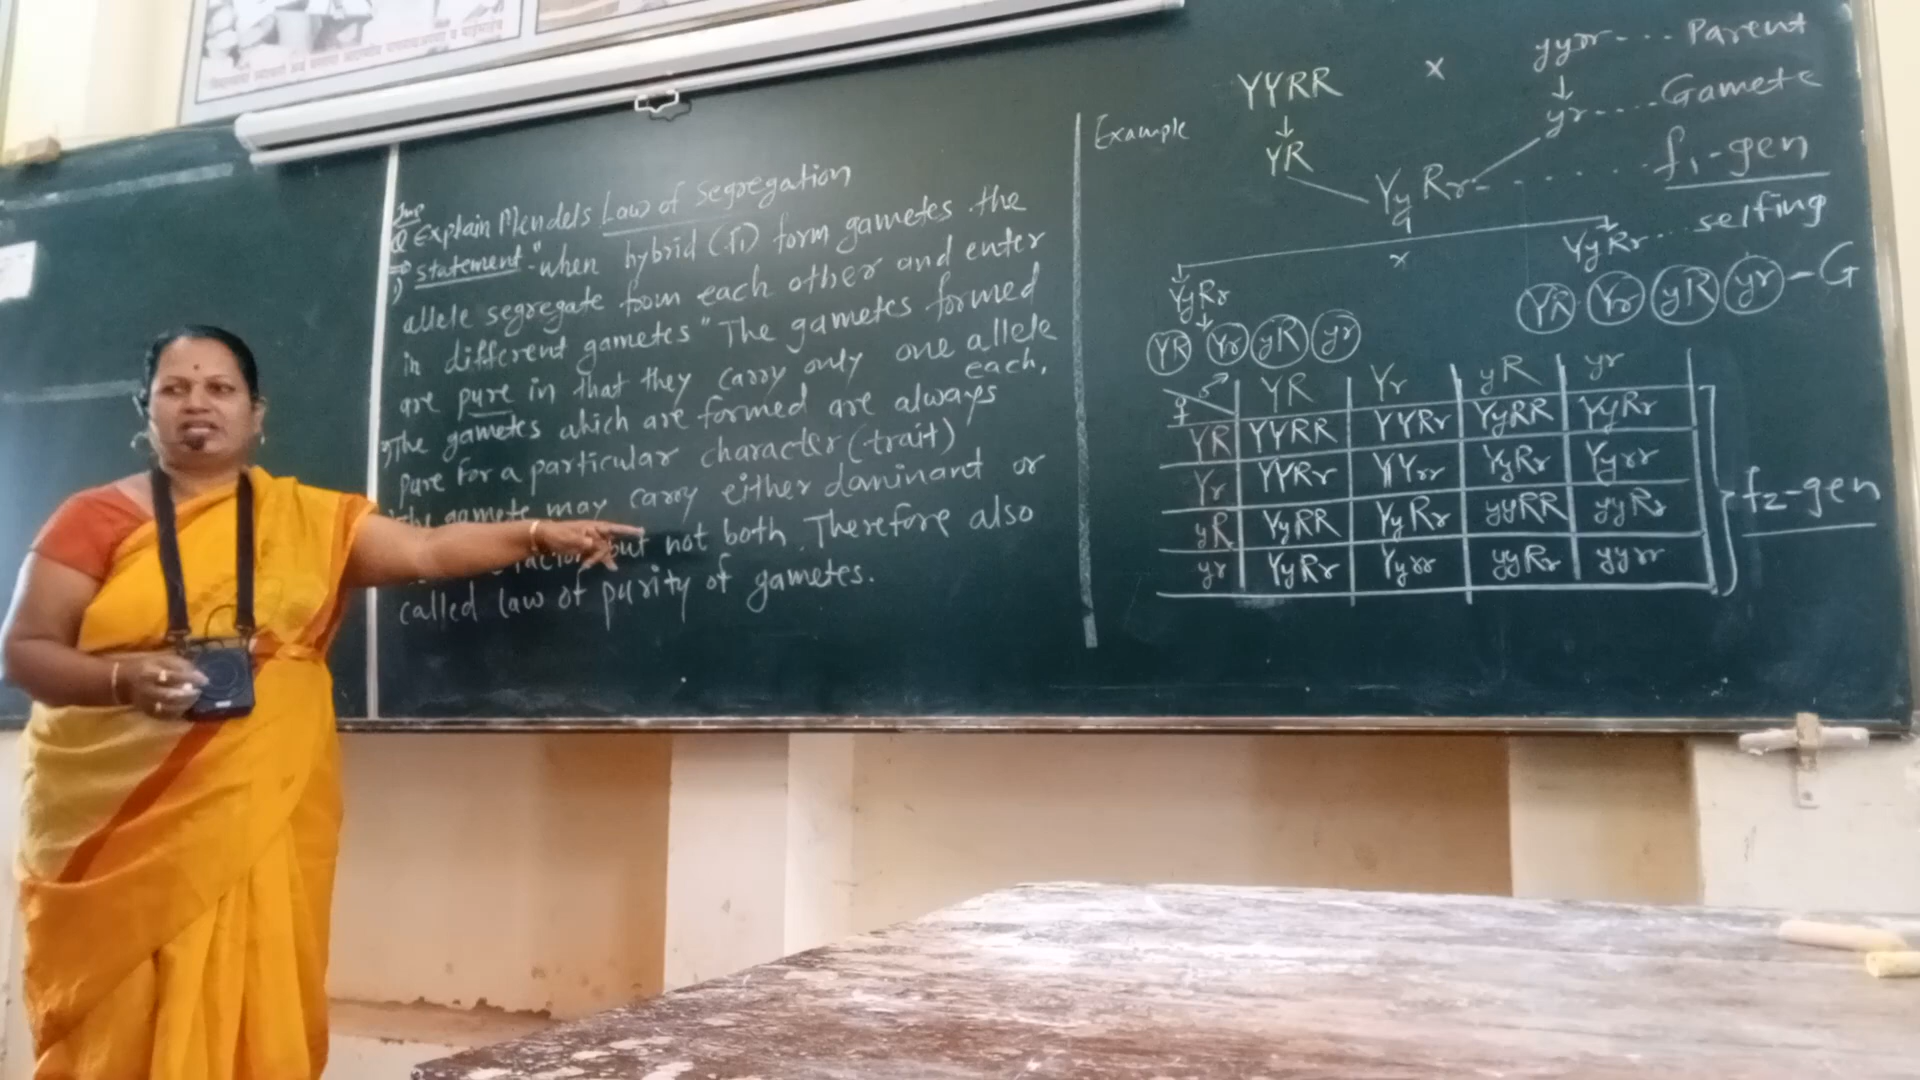 Imp
Q Explain Mendels Law of segregation
⇒ statement - "when hybrid (F1) form gametes the
1) allele segregate from each other and enter
in different gametes" The gametes formed
are pure in that they carry only one allele
each.
2) The gametes which are formed are always
pure for a particular character (trait)
The gamete may carry either dominant or
factor but not both. Therefore also
called law of purity of gametes.
Example
YYRR x yyrr --- Parent
↓ ↓
YR yr .... Gamete
YyRr - - - - - - f1-gen
x YyRr ... selfing
YyRr
YR Yr yR yr - G
YR Yr yR yr
♀ ♂ YR Yr yR yr
YR YYRR YYRr YyRR YyRr
Yr YYRr YYrr YyRr Yyrr
yR YyRR YyRr yyRR yyRr
yr YyRr Yyrr yyRr yyrr
f2-gen